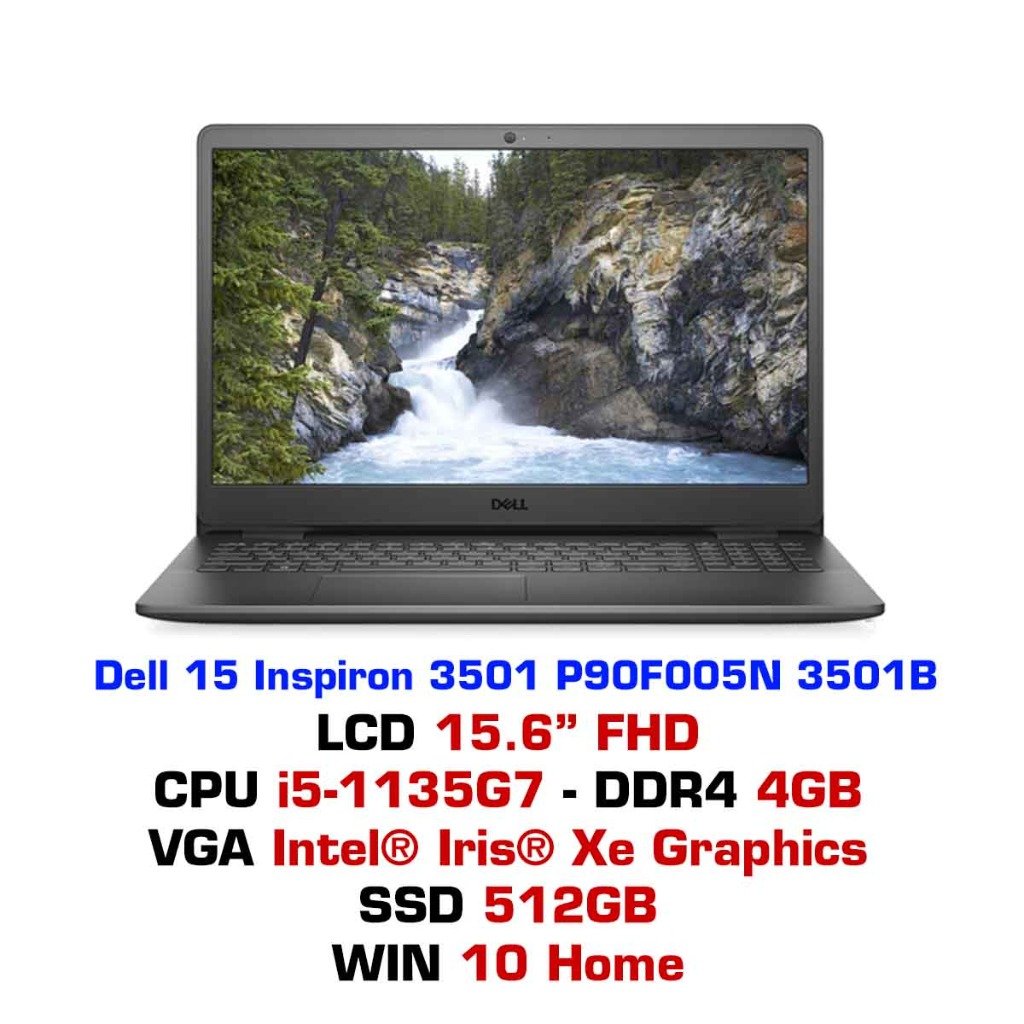 DELL
Dell 15 Inspiron 3501 P90F005N 3501B
LCD 15.6” FHD
CPU i5-1135G7 - DDR4 4GB
VGA Intel® Iris® Xe Graphics
SSD 512GB
WIN 10 Home